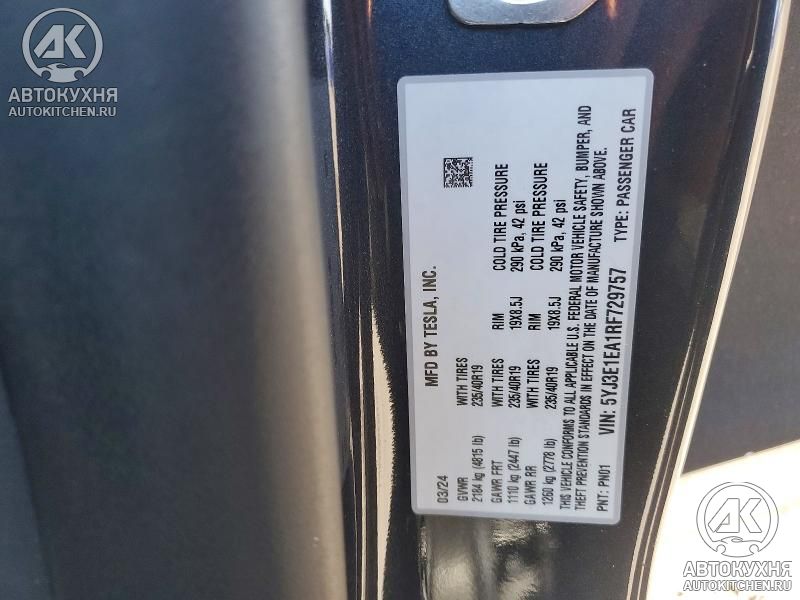 AK
АВТОКУХНЯ
AUTOKITCHEN.RU
MFD BY TESLA, INC.
03/24
GVWR
2184 kg (4815 lb)
WITH TIRES
235/40R19
RIM
19X8.5J
COLD TIRE PRESSURE
290 kPa, 42 psi
GAWR FRT
1110 kg (2447 lb)
WITH TIRES
235/40R19
RIM
19X8.5J
COLD TIRE PRESSURE
290 kPa, 42 psi
GAWR RR
1260 kg (2778 lb)
WITH TIRES
235/40R19
THIS VEHICLE CONFORMS TO ALL APPLICABLE U.S. FEDERAL MOTOR VEHICLE SAFETY, BUMPER, AND
THEFT PREVENTION STANDARDS IN EFFECT ON THE DATE OF MANUFACTURE SHOWN ABOVE.
PNT: PN01
VIN: 5YJ3E1EA1RF729757
TYPE: PASSENGER CAR
AK
АВТОКУХНЯ
AUTOKITCHEN.RU